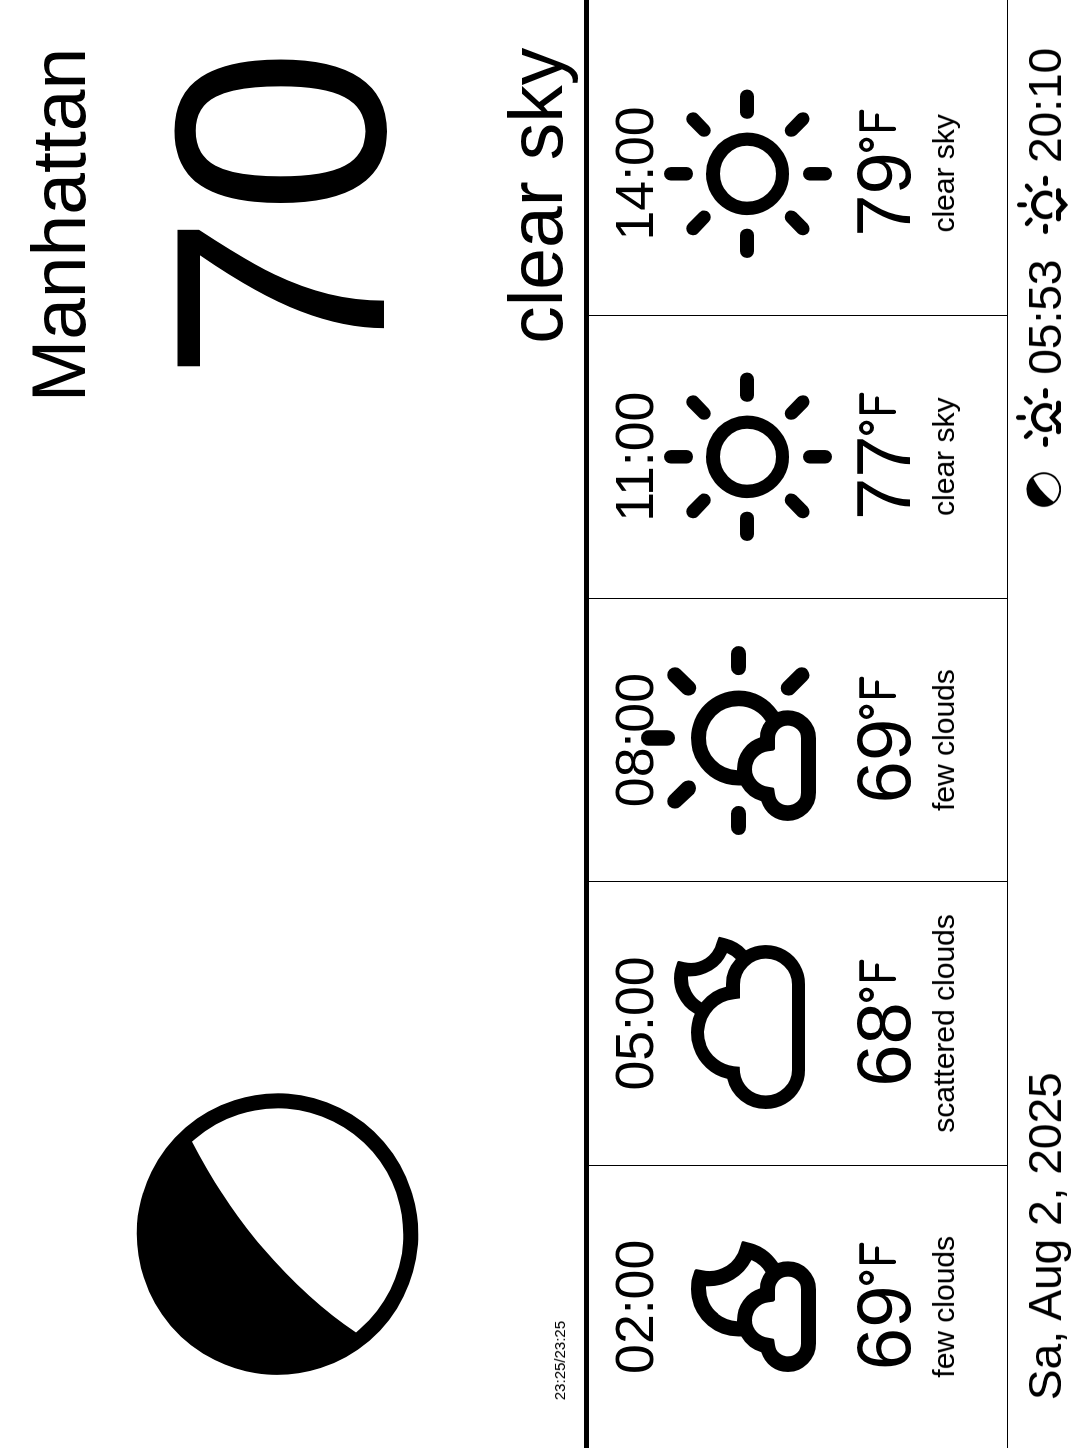 Manhattan
70
clear sky
23:25/23:25
02:00
69°F
few clouds
05:00
68°F
scattered clouds
08:00
69°F
few clouds
11:00
77°F
clear sky
14:00
79°F
clear sky
Sa, Aug 2, 2025
05:53
20:10